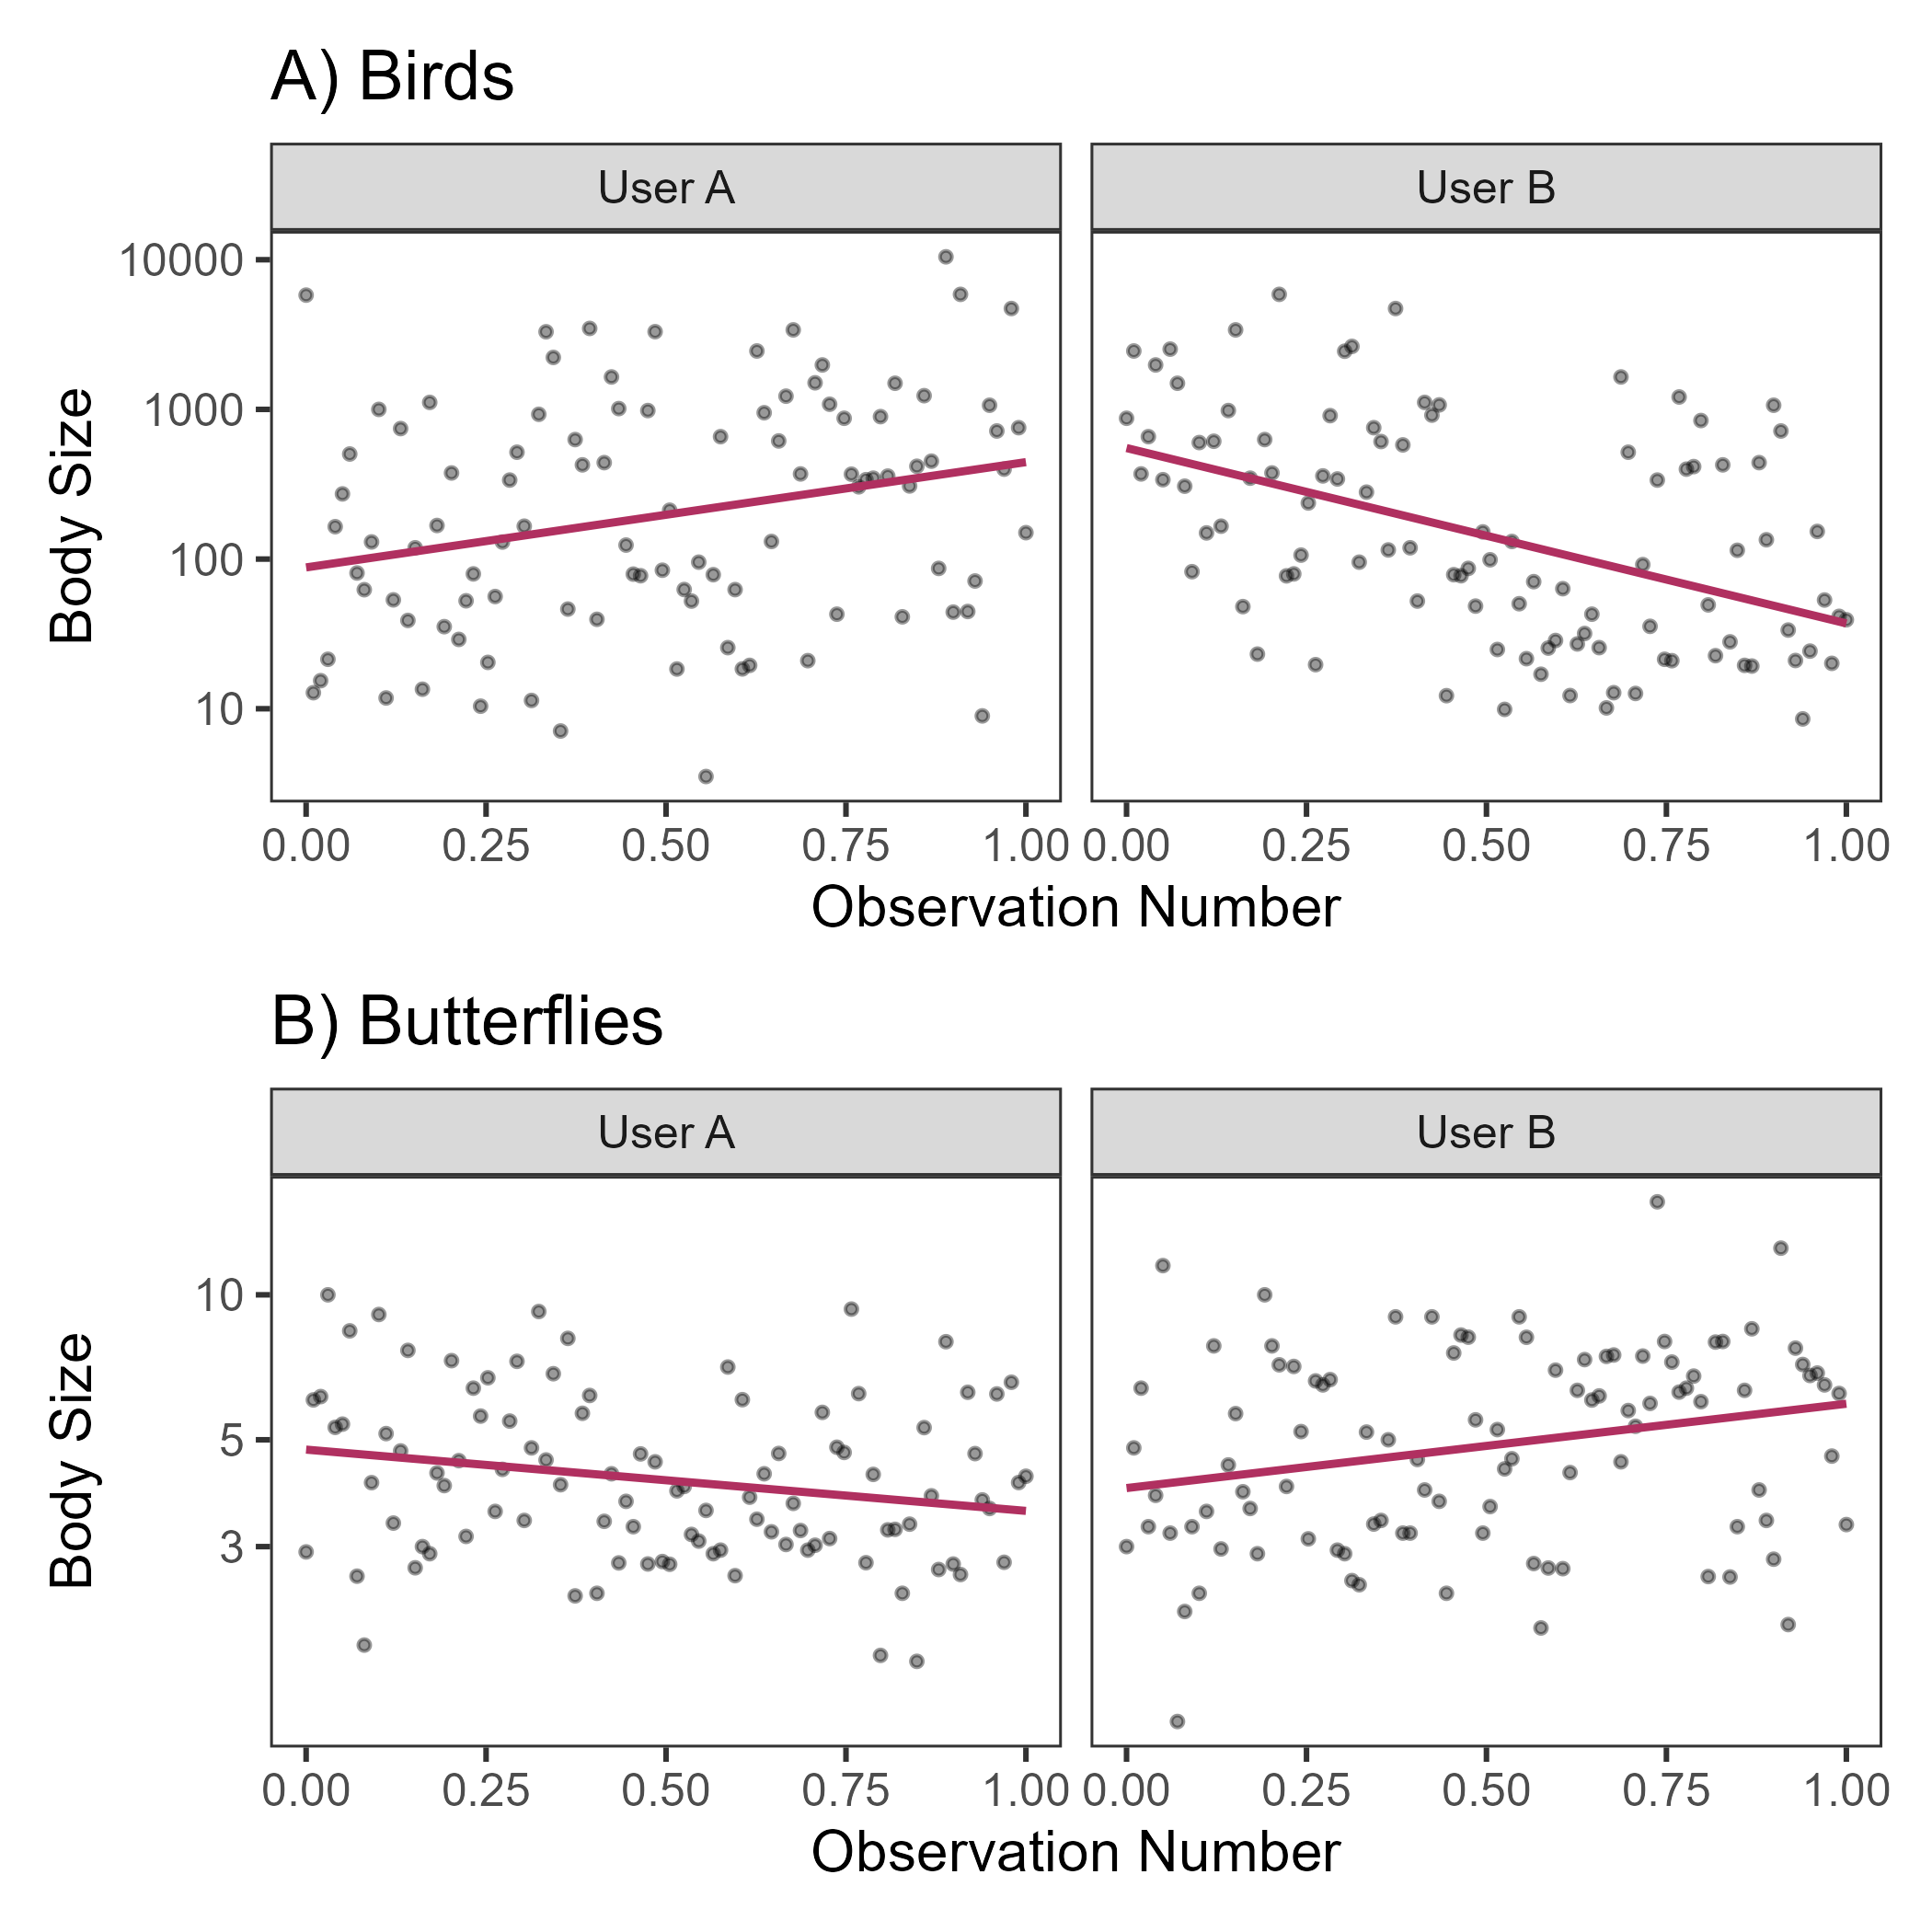 A) Birds
User A
User B
10000
1000
100
10
Body Size
0.00 0.25 0.50 0.75 1.00 0.00 0.25 0.50 0.75 1.00
Observation Number
B) Butterflies
User A
User B
10
5
3
Body Size
0.00 0.25 0.50 0.75 1.00 0.00 0.25 0.50 0.75 1.00
Observation Number